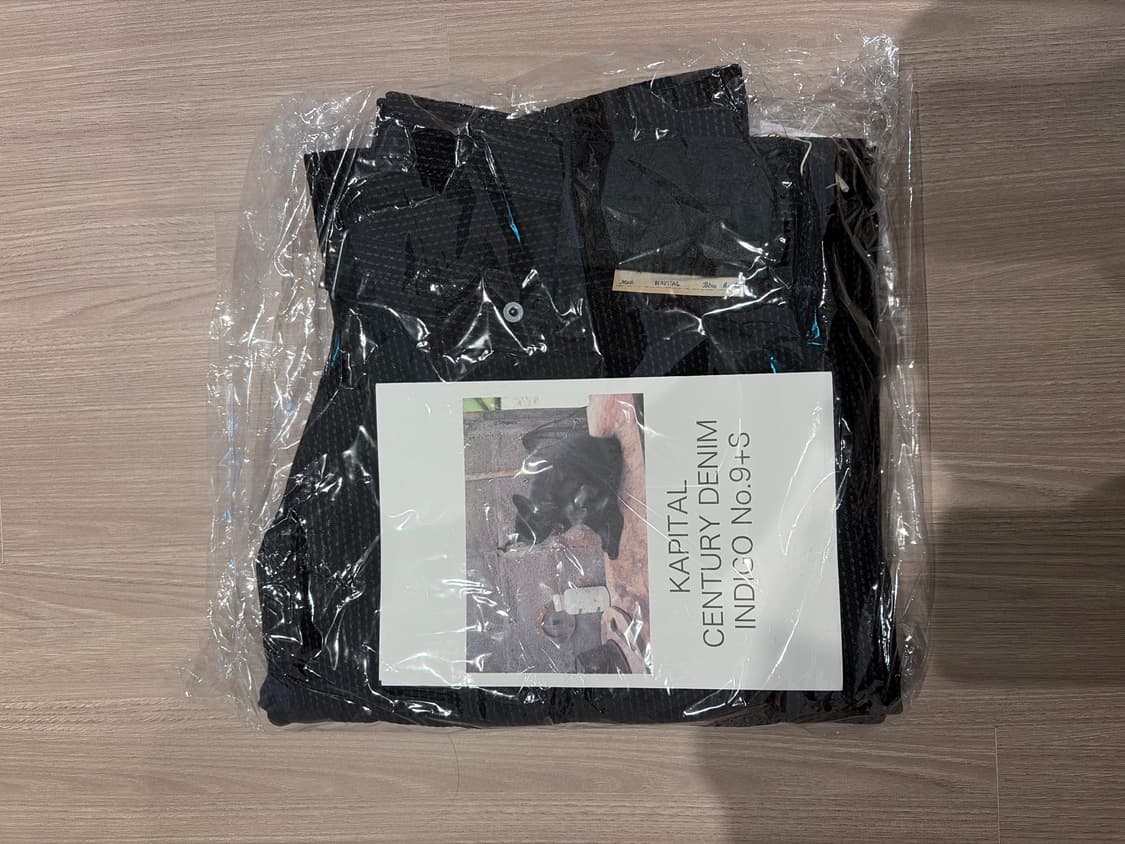 KAPITAL
KAPITAL
CENTURY DENIM
INDIGO No.9+S